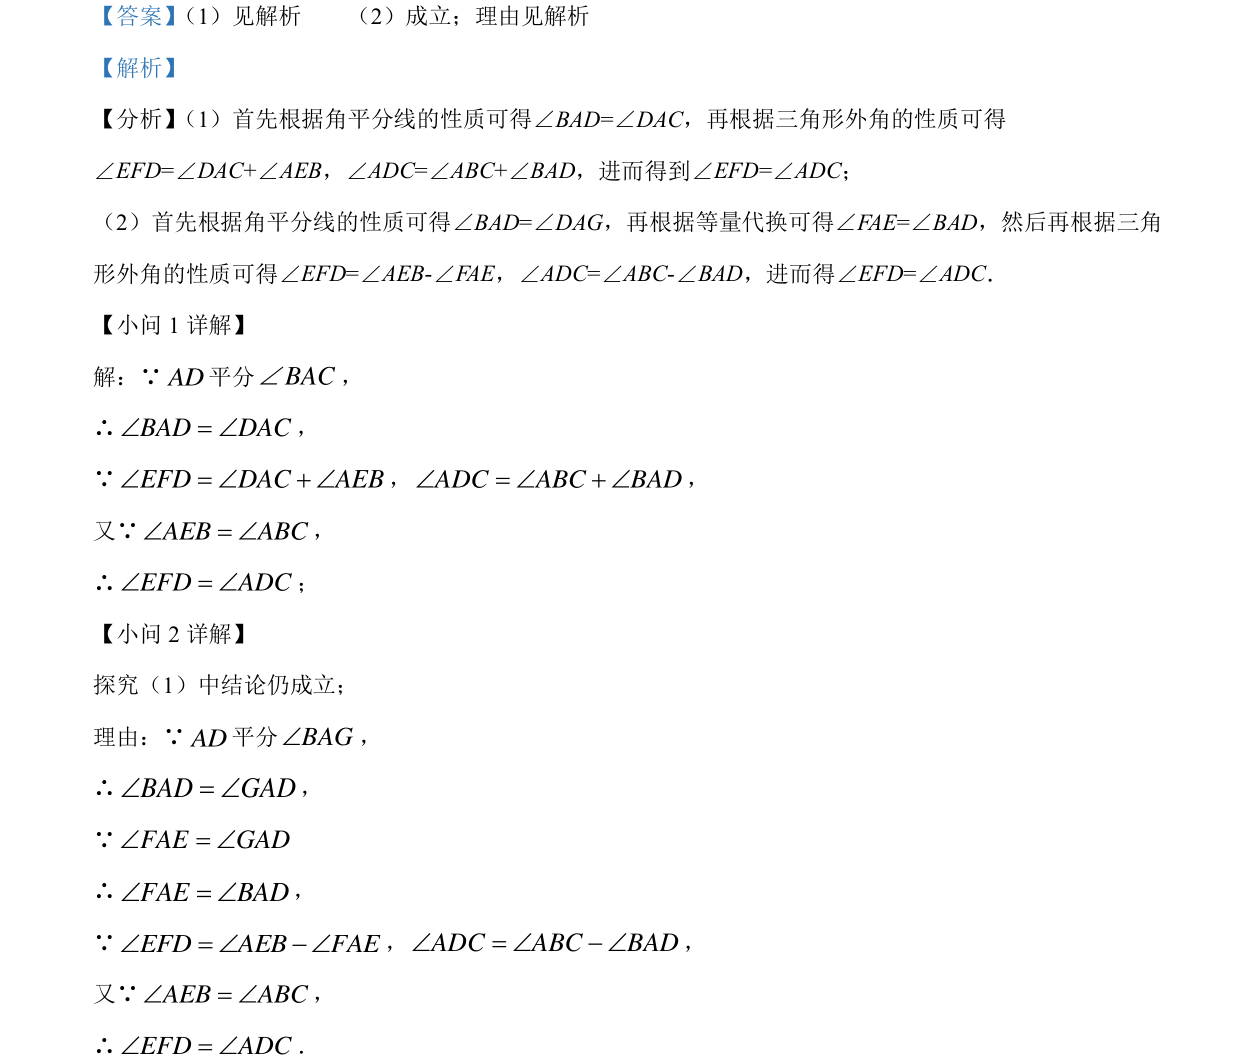 【答案】（1）见解析 （2）成立；理由见解析
【解析】
【分析】（1）首先根据角平分线的性质可得∠BAD=∠DAC，再根据三角形外角的性质可得
∠EFD=∠DAC+∠AEB，∠ADC=∠ABC+∠BAD，进而得到∠EFD=∠ADC；
（2）首先根据角平分线的性质可得∠BAD=∠DAG，再根据等量代换可得∠FAE=∠BAD，然后再根据三角
形外角的性质可得∠EFD=∠AEB-∠FAE，∠ADC=∠ABC-∠BAD，进而得∠EFD=∠ADC．
【小问 1 详解】
解：∵AD平分∠BAC，
∴∠BAD=∠DAC，
∵∠EFD=∠DAC+∠AEB，∠ADC=∠ABC+∠BAD，
又∵∠AEB=∠ABC，
∴∠EFD=∠ADC；
【小问 2 详解】
探究（1）中结论仍成立；
理由：∵AD平分∠BAG，
∴∠BAD=∠GAD，
∵∠FAE=∠GAD
∴∠FAE=∠BAD，
∵∠EFD=∠AEB−∠FAE，∠ADC=∠ABC−∠BAD，
又∵∠AEB=∠ABC，
∴∠EFD=∠ADC．